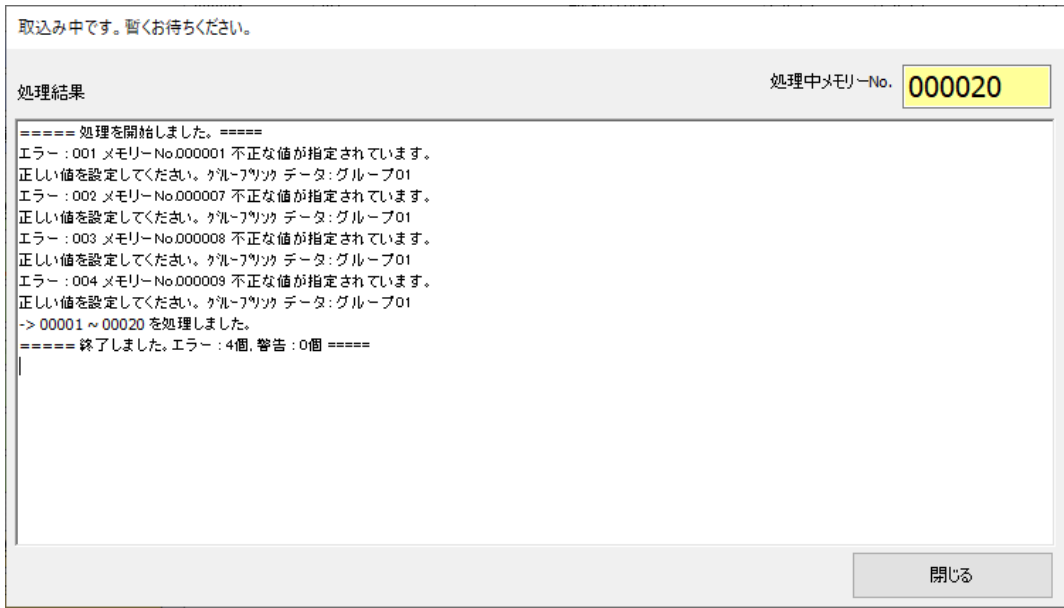 取込み中です。暫くお待ちください。
処理結果
処理中ﾒﾓﾘｰNo.
000020
===== 処理を開始しました。=====
エラー : 001 メモリーNo.000001 不正な値が指定されています。
正しい値を設定してください。ｸﾞﾙｰﾌﾟﾘﾝｸ データ:グループ01
エラー : 002 メモリーNo.000007 不正な値が指定されています。
正しい値を設定してください。ｸﾞﾙｰﾌﾟﾘﾝｸ データ:グループ01
エラー : 003 メモリーNo.000008 不正な値が指定されています。
正しい値を設定してください。ｸﾞﾙｰﾌﾟﾘﾝｸ データ:グループ01
エラー : 004 メモリーNo.000009 不正な値が指定されています。
正しい値を設定してください。ｸﾞﾙｰﾌﾟﾘﾝｸ データ:グループ01
-> 00001 ~ 00020 を処理しました。
===== 終了しました。エラー : 4個, 警告 : 0個 =====
閉じる